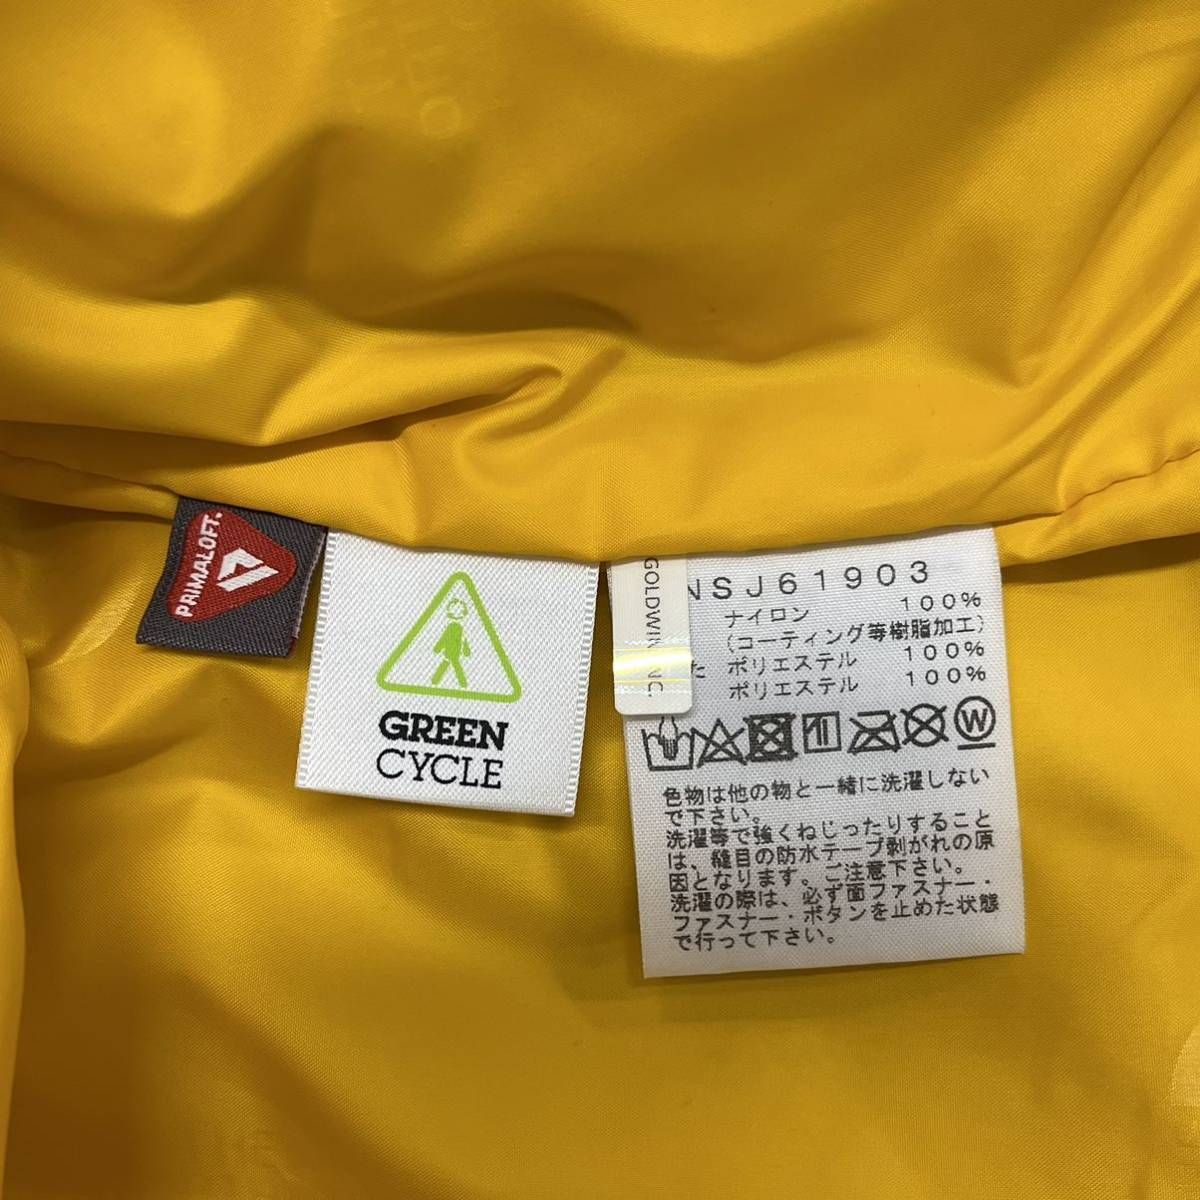 PRIMALOFT.
GREEN
CYCLE
GOLDWIN INC.
NSJ61903
ナイロン 100%
(コーティング等樹脂加工)
た ポリエステル 100%
ポリエステル 100%
W
色物は他の物と一緒に洗濯しない
で下さい。
洗濯等で強くねじったりすること
は、縫目の防水テープ剥がれの原
因となります。ご注意下さい。
洗濯の際は、必ず面ファスナー・
ファスナー・ボタンを止めた状態
で行って下さい。